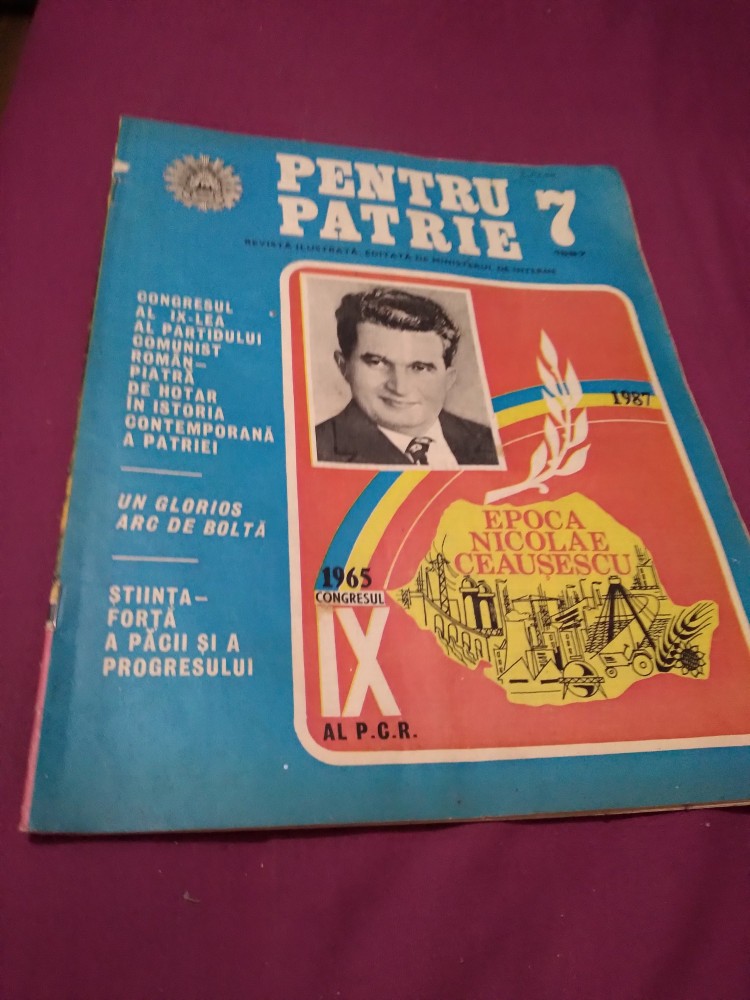 PENTRU
PATRIE 7
REVISTĂ ILUSTRATĂ, EDITATĂ DE MINISTERUL DE INTERNE
1987
CONGRESUL
AL IX-LEA
AL PARTIDULUI
COMUNIST
ROMÂN –
PIATRĂ
DE HOTAR
ÎN ISTORIA
CONTEMPORANĂ
A PATRIEI
UN GLORIOS
ARC DE BOLTĂ
ȘTIINȚA –
FORȚĂ
A PĂCII ȘI A
PROGRESULUI
1987
EPOCA
NICOLAE
CEAUȘESCU
1965
CONGRESUL
IX
AL P.C.R.